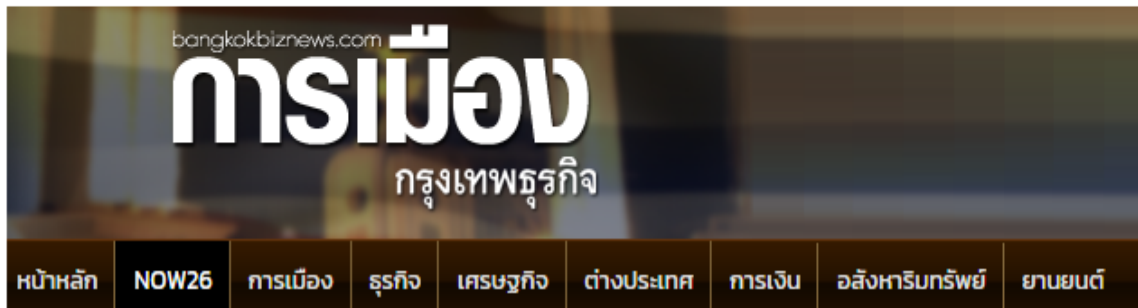 bangkokbiznews.com
การเมือง
กรุงเทพธุรกิจ
หน้าหลัก NOW26 การเมือง ธุรกิจ เศรษฐกิจ ต่างประเทศ การเงิน อสังหาริมทรัพย์ ยานยนต์